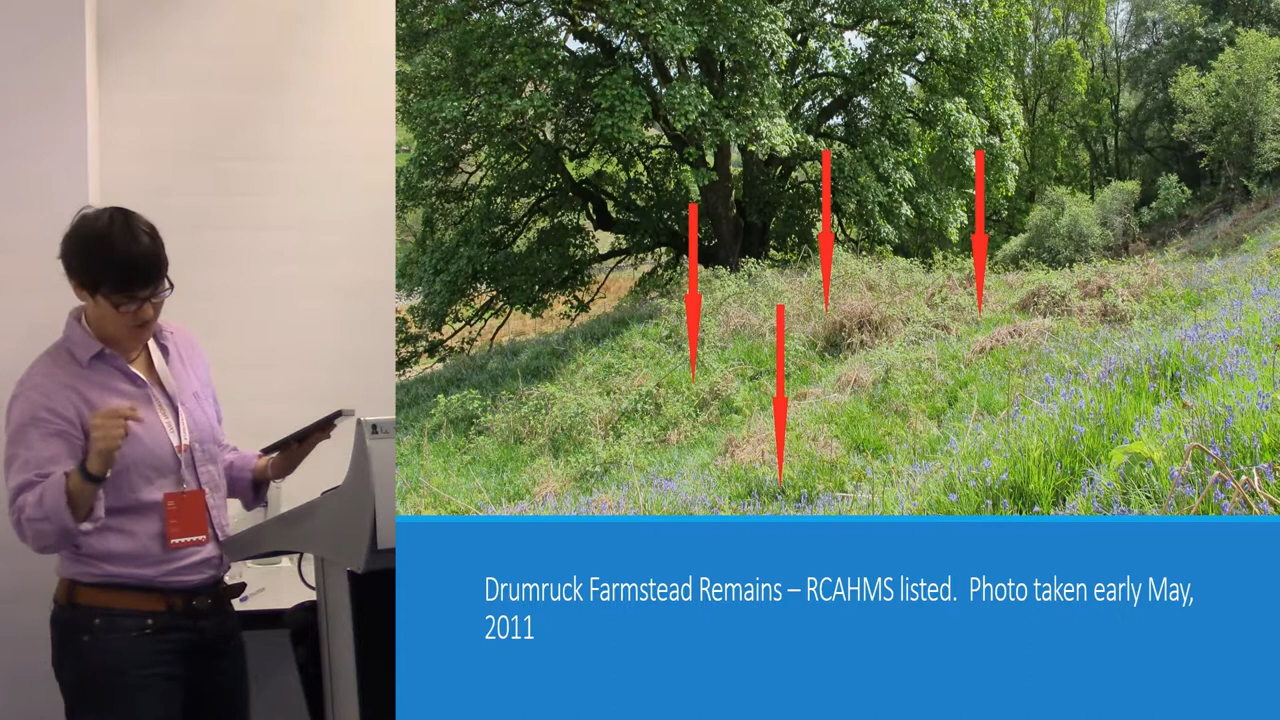 Drumruck Farmstead Remains – RCAHMS listed.  Photo taken early May,
2011